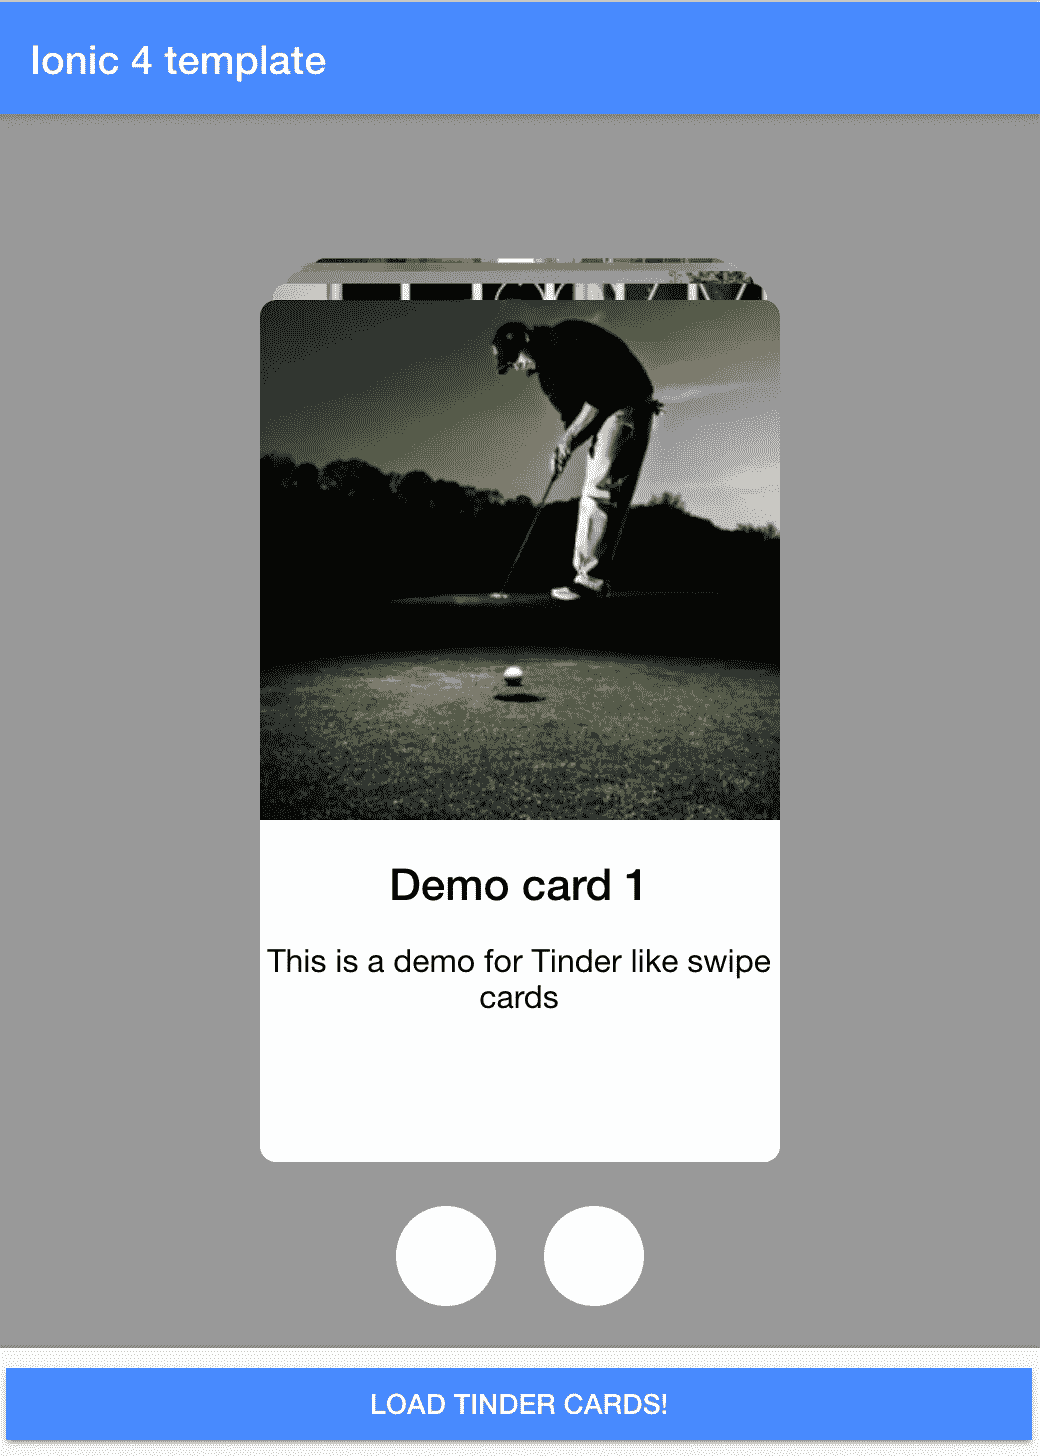 Ionic 4 template
Demo card 1
This is a demo for Tinder like swipe
cards
LOAD TINDER CARDS!